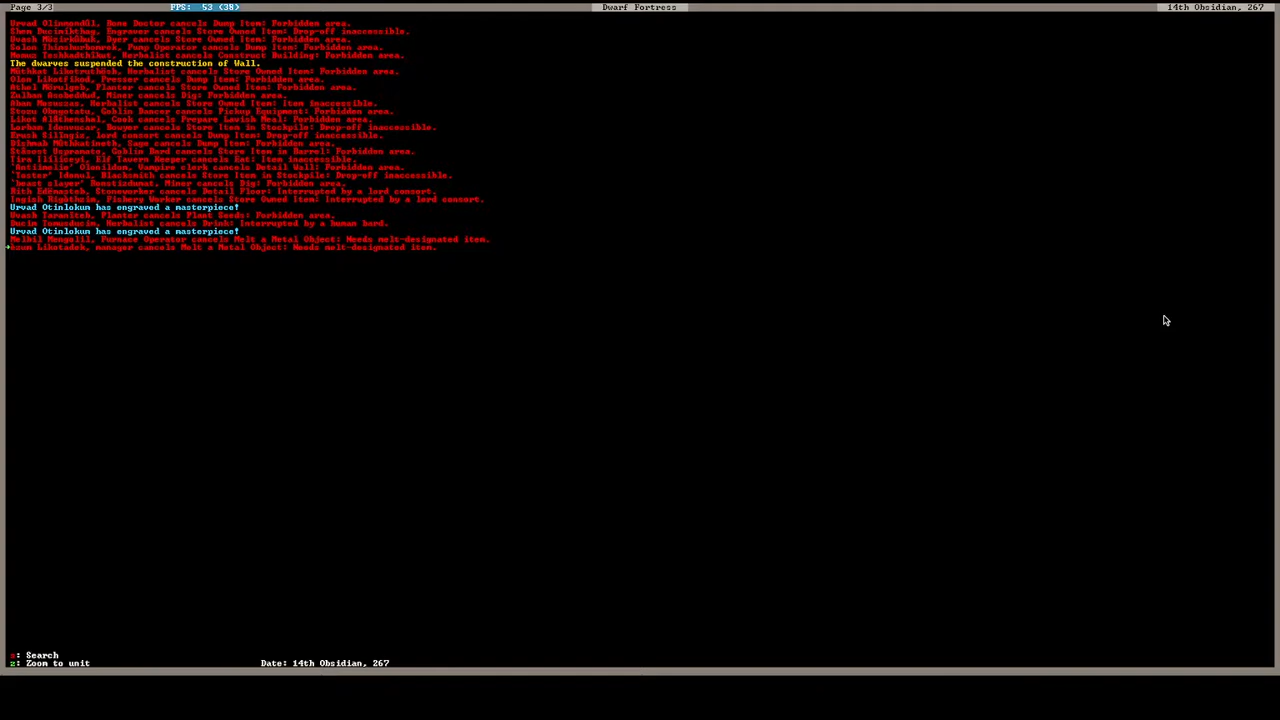 Page 3/3 FPS: 53 (38) Dwarf Fortress 14th Obsidian, 267
Urvad Bone Doctor cancels Dump Item: Forbidden area.
Shem Engraver cancels Store Owned Item: Drop-off inaccessible.
Uvash Dyer cancels Store Owned Item: Forbidden area.
Pump Operator cancels Dump Item: Forbidden area.
Herbalist cancels Construct Building: Forbidden area.
The dwarves suspended the construction of Wall.
Herbalist cancels Store Owned Item: Forbidden area.
Presser cancels Dump Item: Forbidden area.
Planter cancels Store Owned Item: Forbidden area.
Miner cancels Dig: Forbidden area.
Herbalist cancels Store Owned Item: Item inaccessible.
Goblin Dancer cancels Pickup Equipment: Forbidden area.
Likot Cook cancels Prepare Lavish Meal: Forbidden area.
Bowyer cancels Store Item in Stockpile: Drop-off inaccessible.
lord consort cancels Dump Item: Drop-off inaccessible.
Sage cancels Dump Item: Forbidden area.
Goblin Bard cancels Store Item in Barrel: Forbidden area.
Elf Tavern Keeper cancels Eat: Item inaccessible.
Vampire clerk cancels Detail Wall: Forbidden area.
Blacksmith cancels Store Item in Stockpile: Drop-off inaccessible.
'beast slayer' Miner cancels Dig: Forbidden area.
Stoneworker cancels Detail Floor: Interrupted by a lord consort.
Ingish Fishery Worker cancels Store Owned Item: Interrupted by a lord consort.
Urvad Otinlokum has engraved a masterpiece!
Uvash Planter cancels Plant Seeds: Forbidden area.
Ducim Herbalist cancels Drink: Interrupted by a human bard.
Urvad Otinlokum has engraved a masterpiece!
Melbil Furnace Operator cancels Melt a Metal Object: Needs melt-designated item.
manager cancels Melt a Metal Object: Needs melt-designated item.
s: Search
z: Zoom to unit Date: 14th Obsidian, 267